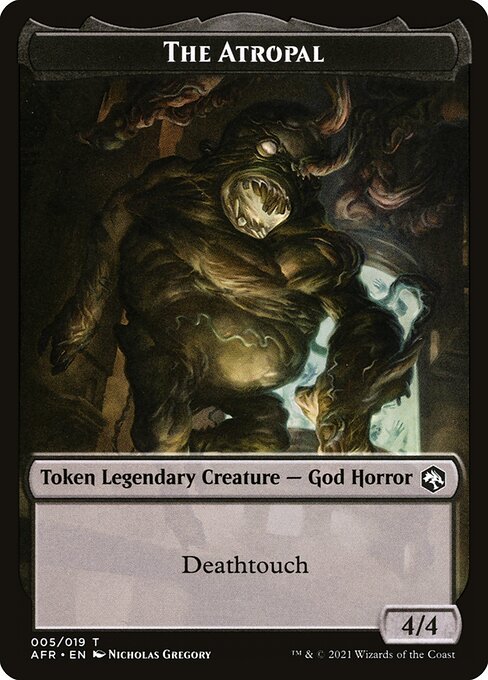 The Atropal
Token Legendary Creature — God Horror
Deathtouch
4/4
005/019 T
AFR • EN Nicholas Gregory
™ & © 2021 Wizards of the Coast